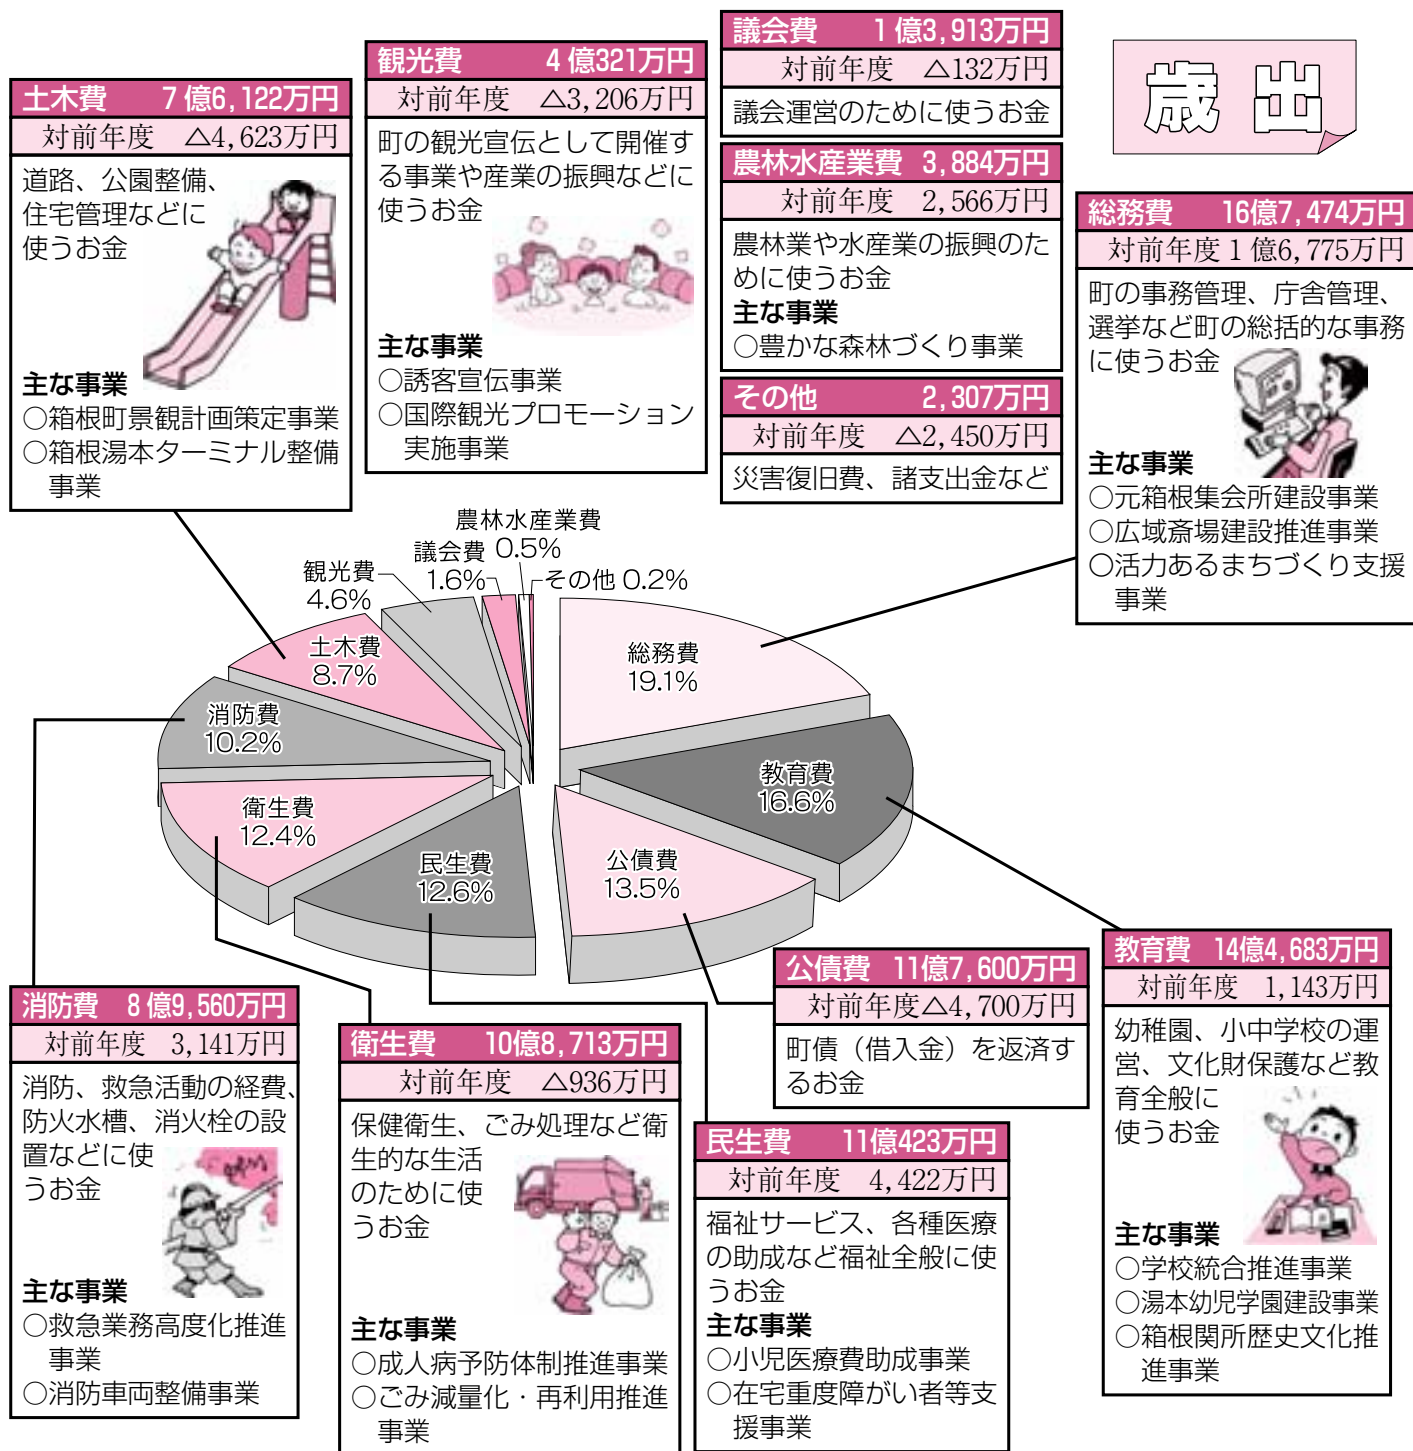 歳出
土木費 7億6,122万円
対前年度 △4,623万円
道路、公園整備、
住宅管理などに
使うお金
主な事業
○箱根町景観計画策定事業
○箱根湯本ターミナル整備
事業
観光費 4億321万円
対前年度 △3,206万円
町の観光宣伝として開催す
る事業や産業の振興などに
使うお金
主な事業
○誘客宣伝事業
○国際観光プロモーション
実施事業
議会費 1億3,913万円
対前年度 △132万円
議会運営のために使うお金
農林水産業費 3,884万円
対前年度 2,566万円
農林業や水産業の振興のた
めに使うお金
主な事業
○豊かな森林づくり事業
その他 2,307万円
対前年度 △2,450万円
災害復旧費、諸支出金など
総務費 16億7,474万円
対前年度 1億6,775万円
町の事務管理、庁舎管理、
選挙など町の総括的な事務
に使うお金
主な事業
○元箱根集会所建設事業
○広域斎場建設推進事業
○活力あるまちづくり支援
事業
農林水産業費
0.5%
議会費
1.6%
その他 0.2%
観光費
4.6%
土木費
8.7%
総務費
19.1%
消防費
10.2%
教育費
16.6%
衛生費
12.4%
民生費
12.6%
公債費
13.5%
消防費 8億9,560万円
対前年度 3,141万円
消防、救急活動の経費、
防火水槽、消火栓の設
置などに使
うお金
主な事業
○救急業務高度化推進
事業
○消防車両整備事業
衛生費 10億8,713万円
対前年度 △936万円
保健衛生、ごみ処理など衛
生的な生活
のために使
うお金
主な事業
○成人病予防体制推進事業
○ごみ減量化・再利用推進
事業
公債費 11億7,600万円
対前年度△4,700万円
町債（借入金）を返済す
るお金
民生費 11億423万円
対前年度 4,422万円
福祉サービス、各種医療
の助成など福祉全般に使
うお金
主な事業
○小児医療費助成事業
○在宅重度障がい者等支
援事業
教育費 14億4,683万円
対前年度 1,143万円
幼稚園、小中学校の運
営、文化財保護など教
育全般に
使うお金
主な事業
○学校統合推進事業
○湯本幼児学園建設事業
○箱根関所歴史文化推
進事業